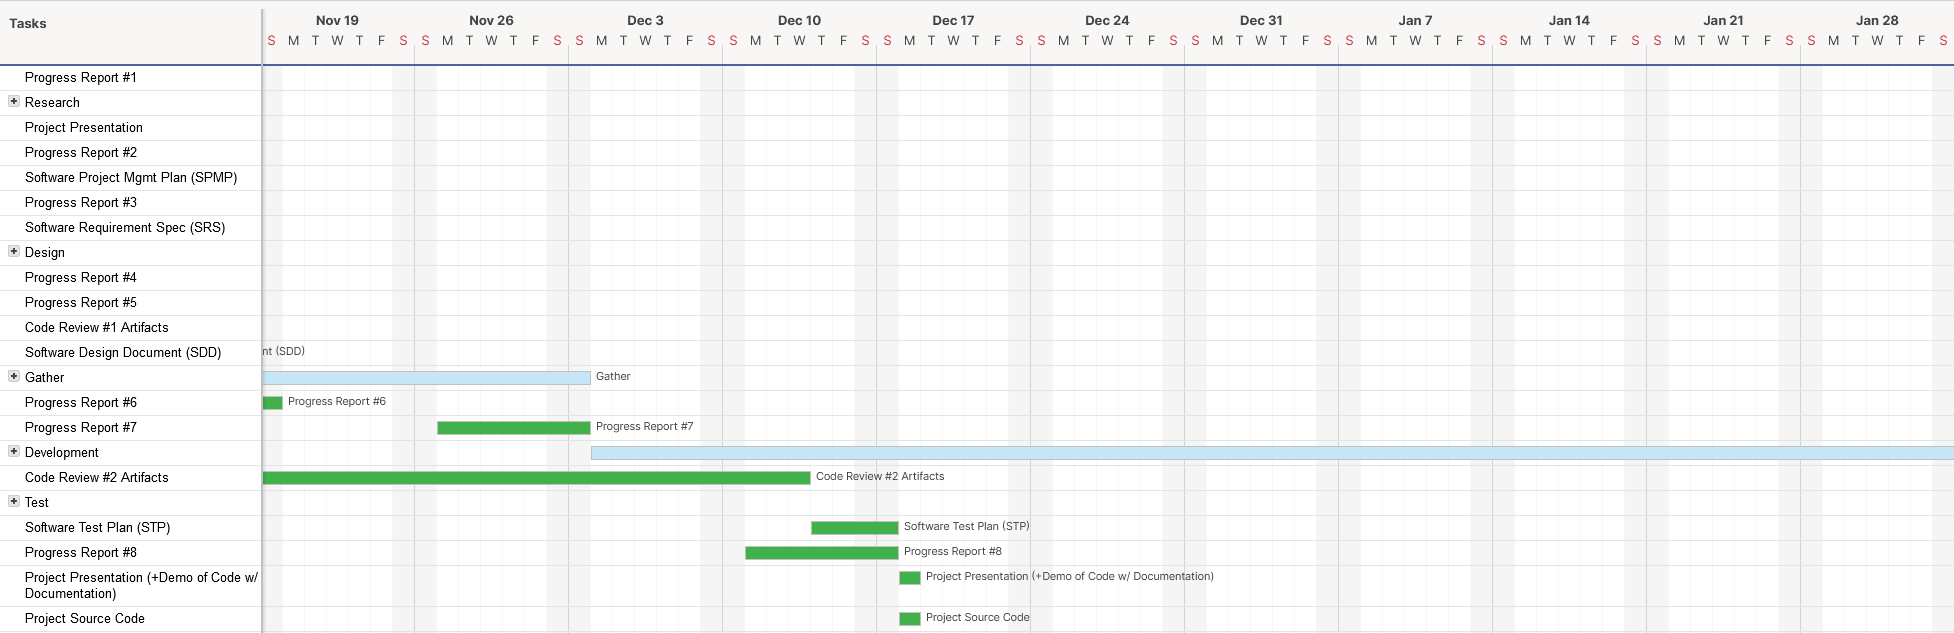 Tasks
Nov 19 Nov 26 Dec 3 Dec 10 Dec 17 Dec 24 Dec 31 Jan 7 Jan 14 Jan 21 Jan 28
S M T W T F S S M T W T F S S M T W T F S S M T W T F S S M T W T F S S M T W T F S S M T W T F S S M T W T F S S M T W T F S S M T W T F S S M T W T F S
Progress Report #1
Research
Project Presentation
Progress Report #2
Software Project Mgmt Plan (SPMP)
Progress Report #3
Software Requirement Spec (SRS)
Design
Progress Report #4
Progress Report #5
Code Review #1 Artifacts
Software Design Document (SDD) nt (SDD)
Gather Gather
Progress Report #6 Progress Report #6
Progress Report #7 Progress Report #7
Development
Code Review #2 Artifacts Code Review #2 Artifacts
Test
Software Test Plan (STP) Software Test Plan (STP)
Progress Report #8 Progress Report #8
Project Presentation (+Demo of Code w/ Project Presentation (+Demo of Code w/ Documentation)
Documentation)
Project Source Code Project Source Code